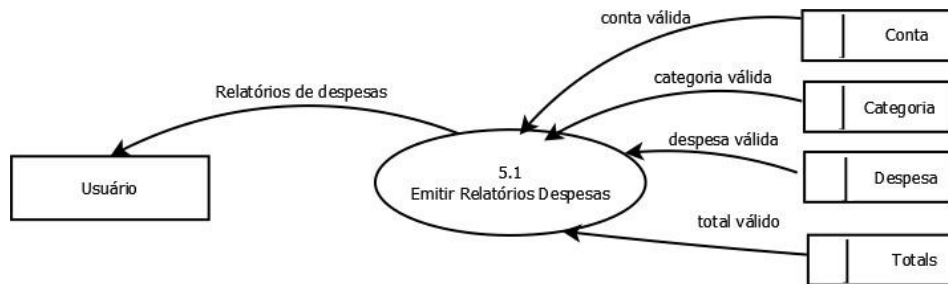 conta válida
Conta
categoria válida
Categoria
Relatórios de despesas
despesa válida
Despesa
Usuário
5.1
Emitir Relatórios Despesas
total válido
Totals